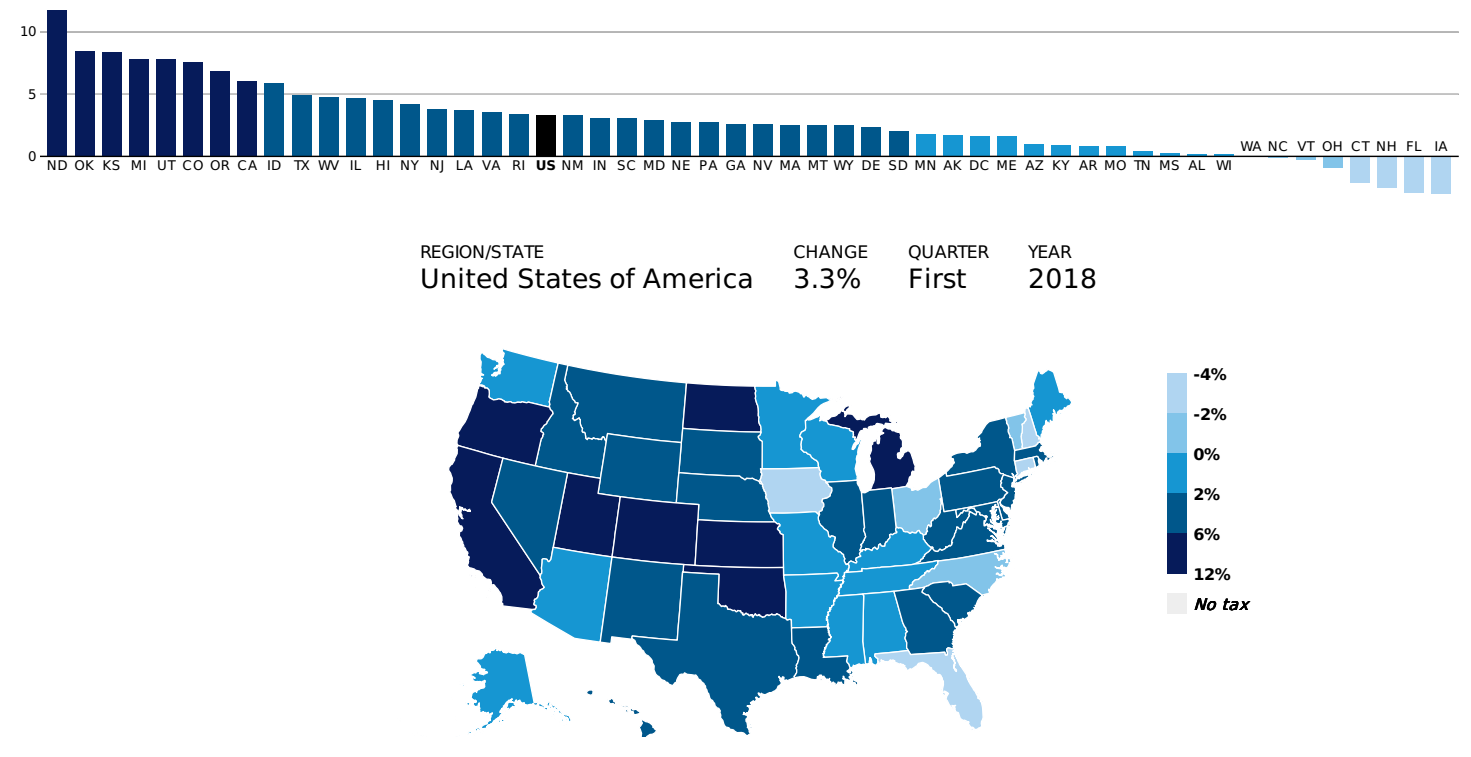 10
5
0
ND OK KS MI UT CO OR CA ID TX WV IL HI NY NJ LA VA RI US NM IN SC MD NE PA GA NV MA MT WY DE SD MN AK DC ME AZ KY AR MO TN MS AL WI WA NC VT OH CT NH FL IA
REGION/STATE CHANGE QUARTER YEAR
United States of America 3.3% First 2018
-4%
-2%
0%
2%
6%
12%
No tax